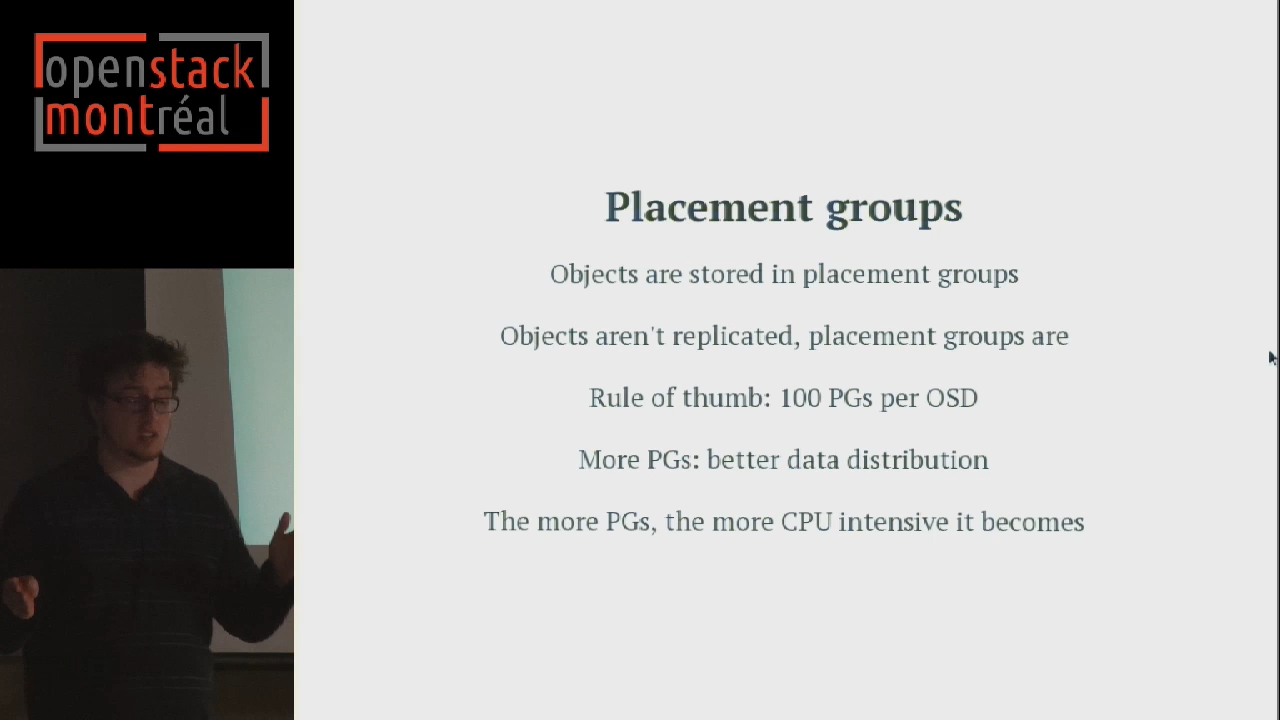 openstack
montréal
Placement groups
Objects are stored in placement groups
Objects aren't replicated, placement groups are
Rule of thumb: 100 PGs per OSD
More PGs: better data distribution
The more PGs, the more CPU intensive it becomes